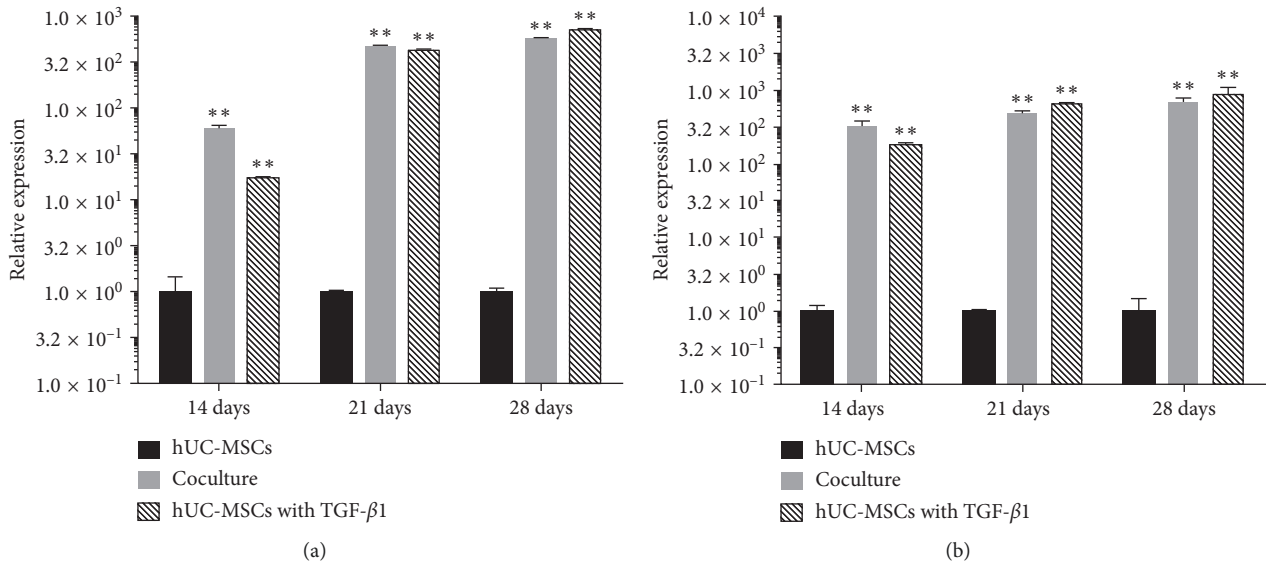 Relative expression
1.0 × 10³
3.2 × 10²
1.0 × 10²
3.2 × 10¹
1.0 × 10¹
3.2 × 10⁰
1.0 × 10⁰
3.2 × 10⁻¹
1.0 × 10⁻¹
** ** ** ** ** **
14 days 21 days 28 days
hUC-MSCs
Coculture
hUC-MSCs with TGF-β1
(a)
Relative expression
1.0 × 10⁴
3.2 × 10³
1.0 × 10³
3.2 × 10²
1.0 × 10²
3.2 × 10¹
1.0 × 10¹
3.2 × 10⁰
1.0 × 10⁰
3.2 × 10⁻¹
1.0 × 10⁻¹
** ** ** ** ** **
14 days 21 days 28 days
hUC-MSCs
Coculture
hUC-MSCs with TGF-β1
(b)